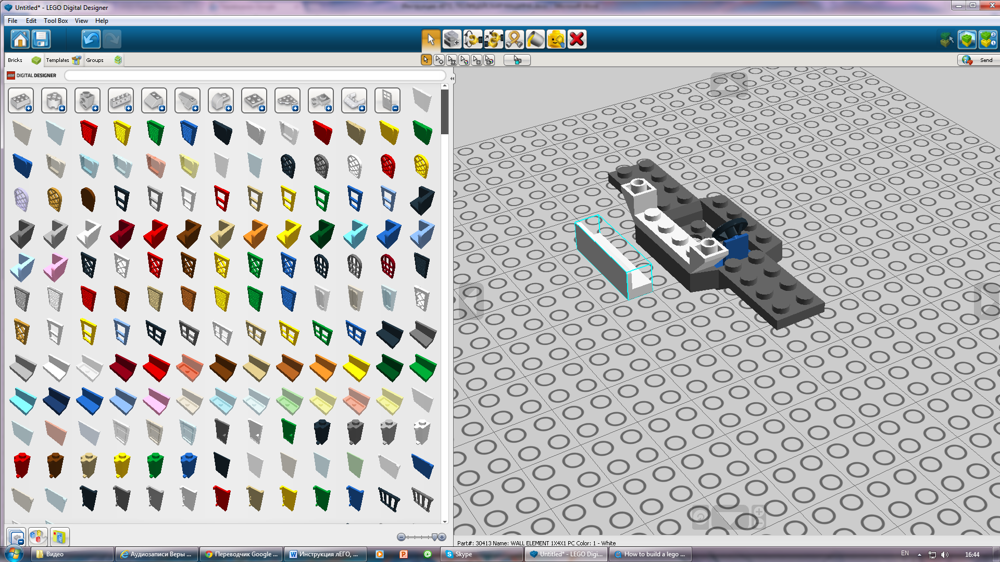 Untitled* - LEGO Digital Designer
File Edit Tool Box View Help
Bricks Templates Groups
Send
LEGO DIGITAL DESIGNER
Part#: 30413 Name: WALL ELEMENT 1X4X1 PC Color: 1 - White
Видео
Аудиозаписи Веры ...
Переводчик Google ...
Инструкция лЕГО, ...
Skype
Untitled* - LEGO Digi...
How to build a lego ...
EN
16:44